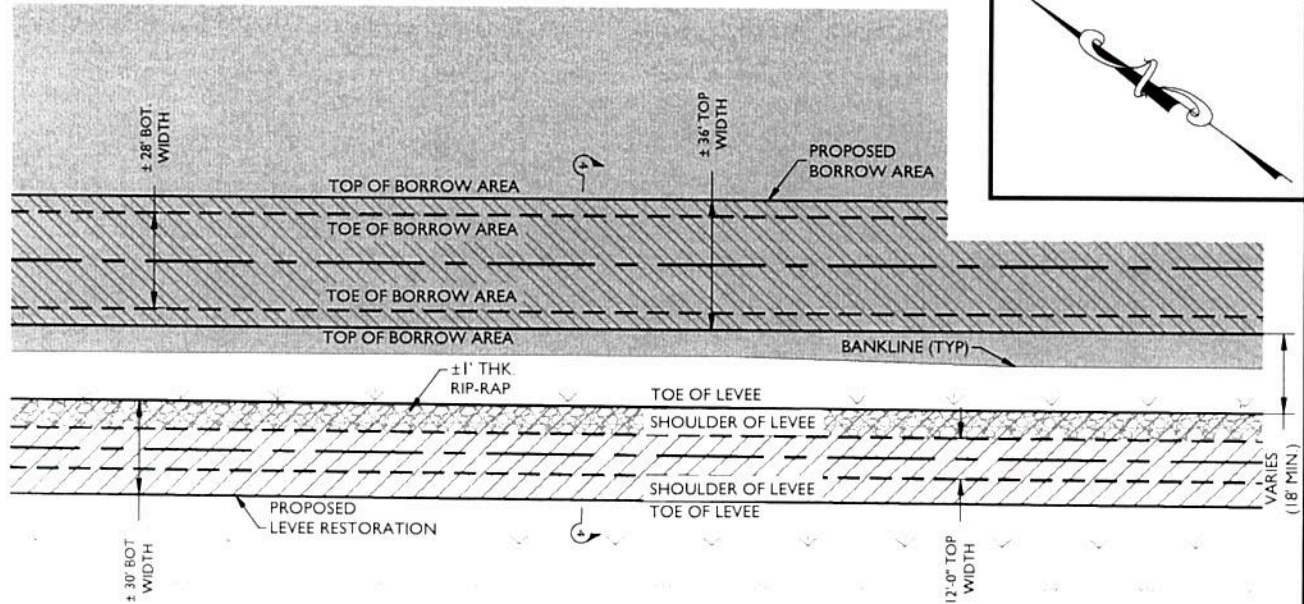 ± 28' BOT.
WIDTH
± 36' TOP
WIDTH
4
PROPOSED
BORROW AREA
TOP OF BORROW AREA
TOE OF BORROW AREA
TOE OF BORROW AREA
TOP OF BORROW AREA
BANKLINE (TYP)
±1' THK.
RIP-RAP
TOE OF LEVEE
SHOULDER OF LEVEE
SHOULDER OF LEVEE
TOE OF LEVEE
PROPOSED
LEVEE RESTORATION
4
VARIES
(18' MIN.)
± 30' BOT
WIDTH
12'-0" TOP
WIDTH